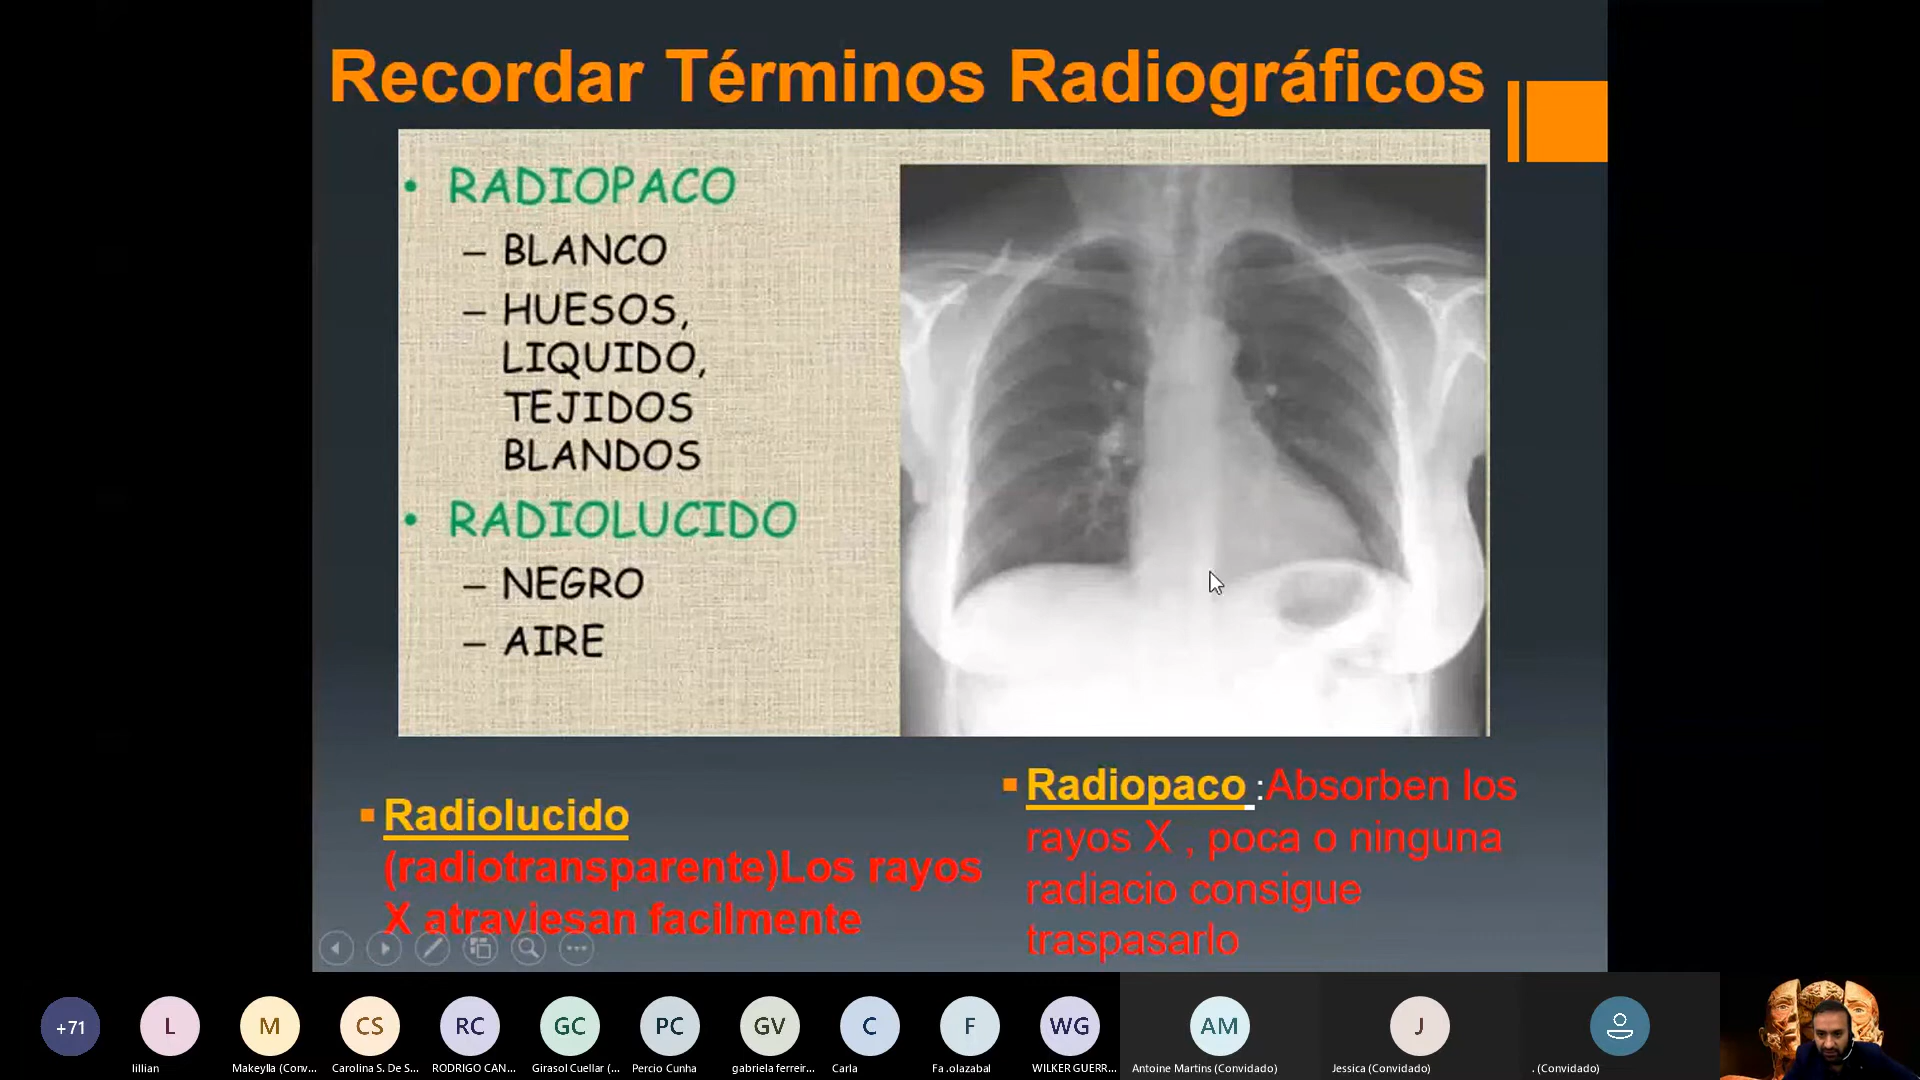 Recordar Términos Radiográficos
• RADIOPACO
– BLANCO
– HUESOS,
LIQUIDO,
TEJIDOS
BLANDOS
• RADIOLUCIDO
– NEGRO
– AIRE
Radiolucido
(radiotransparente)Los rayos
X atraviesan facilmente
Radiopaco :Absorben los
rayos X , poca o ninguna
radiacio consigue
traspasarlo
+71
L
M
CS
RC
GC
PC
GV
C
F
WG
AM
J
lillian
Makeylla (Conv...
Carolina S. De S...
RODRIGO CAN...
Girasol Cuellar (...
Percio Cunha
gabriela ferreir...
Carla
Fa .olazabal
WILKER GUERR...
Antoine Martins (Convidado)
Jessica (Convidado)
. (Convidado)